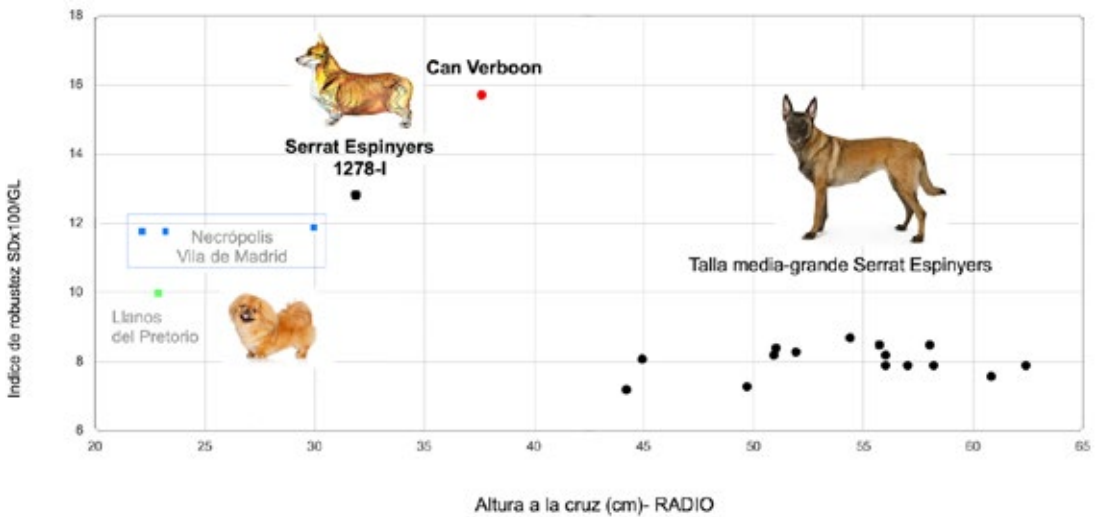 18
16
14
12
10
8
6
Indice de robustez SDx100/GL
Can Verboon
Serrat Espinyers
1278-I
Necrópolis
Vila de Madrid
Talla media-grande Serrat Espinyers
Llanos
del Pretorio
20 25 30 35 40 45 50 55 60 65
Altura a la cruz (cm)- RADIO